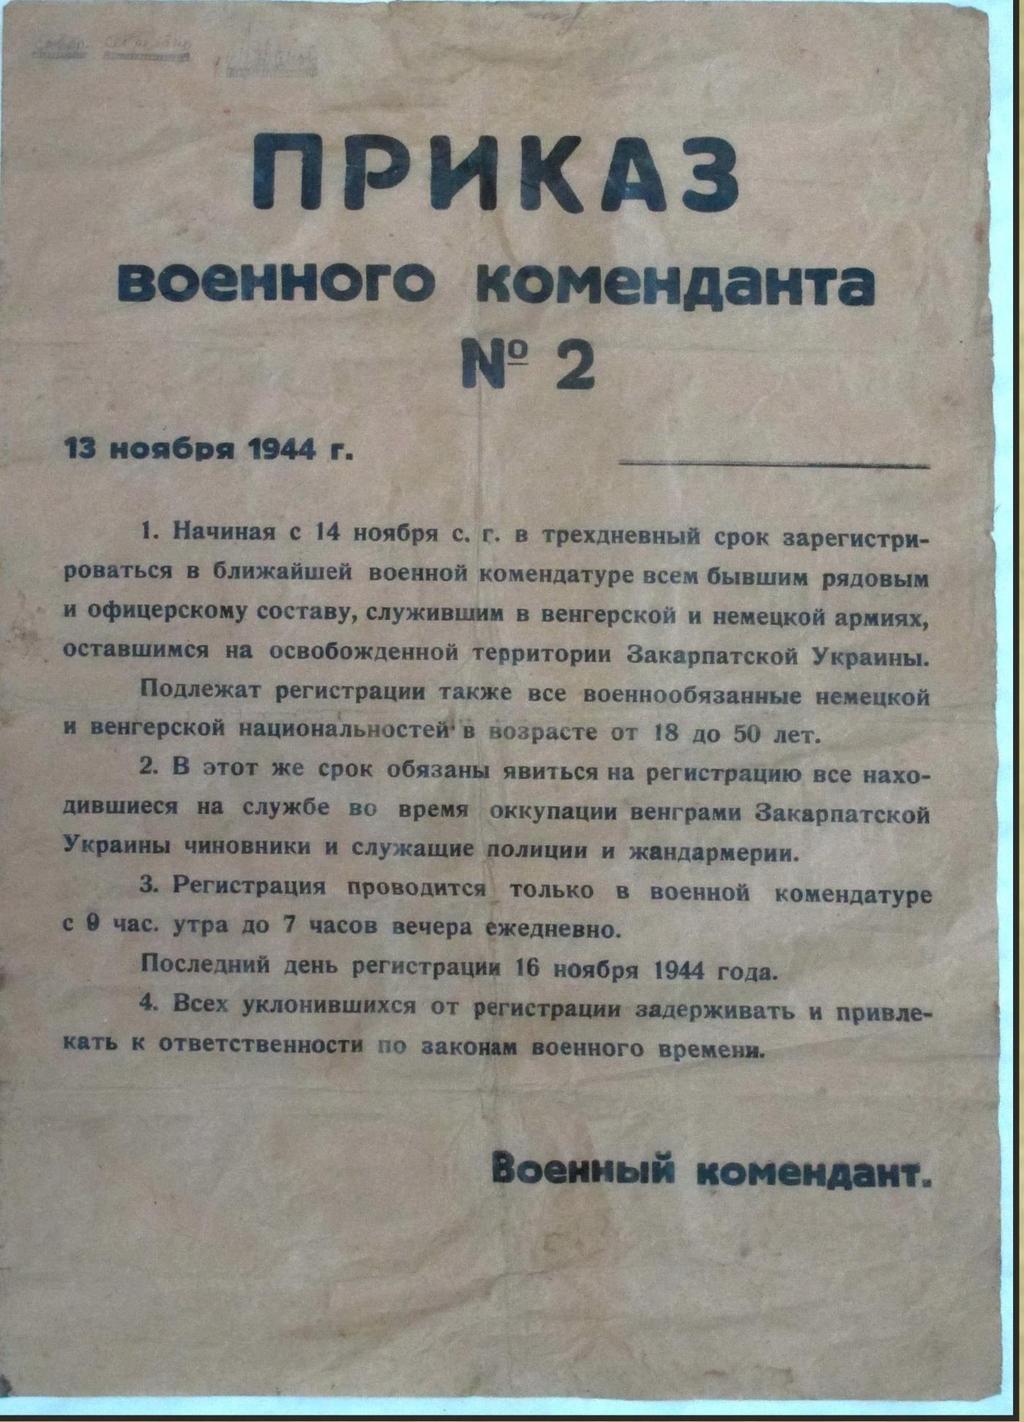 ПРИКАЗ
военного коменданта
№ 2
13 ноября 1944 г.
1. Начиная с 14 ноября с. г. в трехдневный срок зарегистри-
роваться в ближайшей военной комендатуре всем бывшим рядовым
и офицерскому составу, служившим в венгерской и немецкой армиях,
оставшимся на освобожденной территории Закарпатской Украины.
Подлежат регистрации также все военнообязанные немецкой
и венгерской национальностей в возрасте от 18 до 50 лет.
2. В этот же срок обязаны явиться на регистрацию все нахо-
дившиеся на службе во время оккупации венграми Закарпатской
Украины чиновники и служащие полиции и жандармерии.
3. Регистрация проводится только в военной комендатуре
с 9 час. утра до 7 часов вечера ежедневно.
Последний день регистрации 16 ноября 1944 года.
4. Всех уклонившихся от регистрации задерживать и привле-
кать к ответственности по законам военного времени.
Военный комендант.